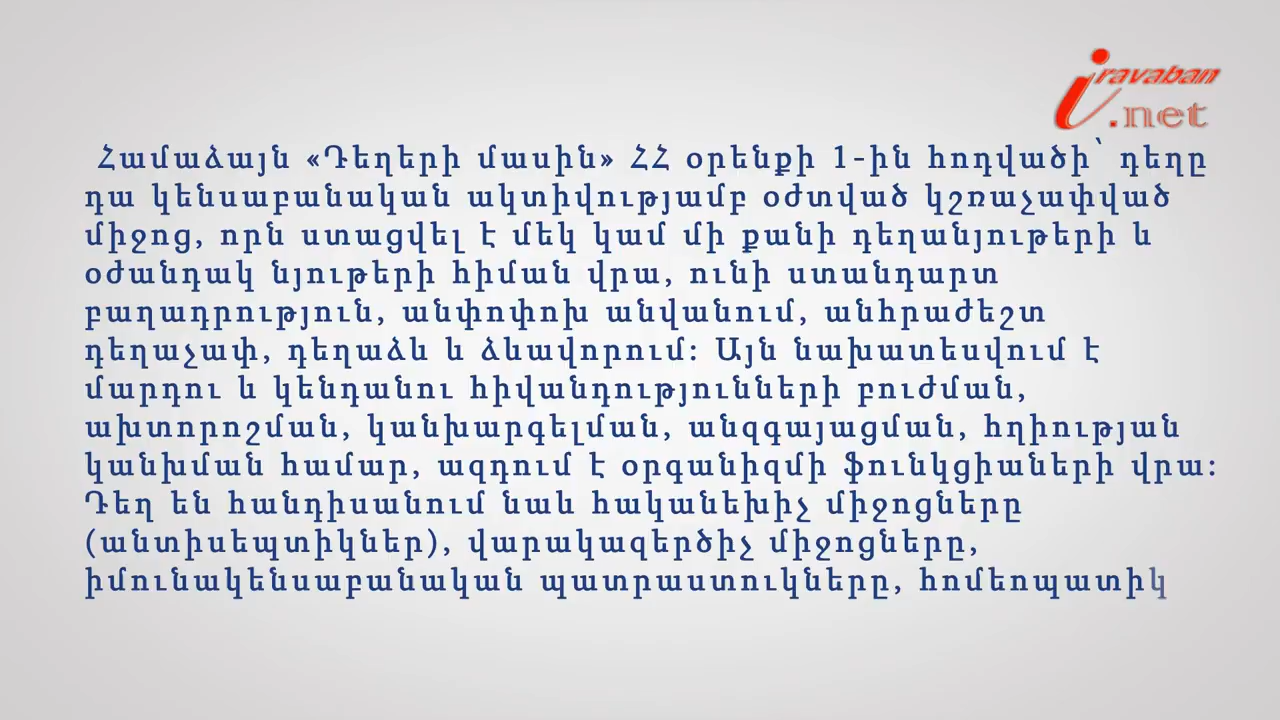 iravaban
.net
Համաձայն «Դեղերի մասին» ՀՀ օրենքի 1-ին հոդվածի՝ դեղը
դա կենսաբանական ակտիվությամբ օժտված կշռաչափված
միջոց, որն ստացվել է մեկ կամ մի քանի դեղանյութերի և
օժանդակ նյութերի հիման վրա, ունի ստանդարտ
բաղադրություն, անփոփոխ անվանում, անհրաժեշտ
դեղաչափ, դեղաձև և ձևավորում: Այն նախատեսվում է
մարդու և կենդանու հիվանդությունների բուժման,
ախտորոշման, կանխարգելման, անզգայացման, հղիության
կանխման համար, ազդում է օրգանիզմի ֆունկցիաների վրա:
Դեղ են հանդիսանում նաև հականեխիչ միջոցները
(անտիսեպտիկներ), վարակազերծիչ միջոցները,
իմունակենսաբանական պատրաստուկները, հոմեոպատիկ